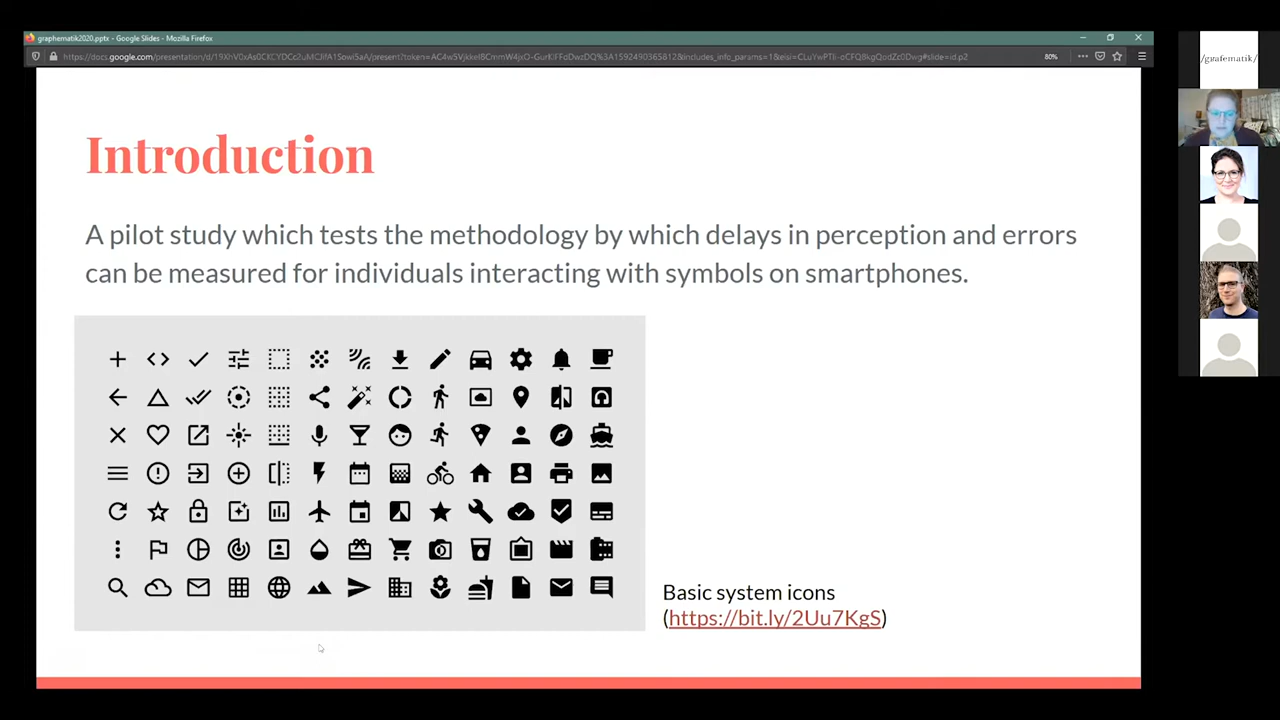 graphematik2020.pptx - Google Slides - Mozilla Firefox
80%
/grafematik/
Introduction
A pilot study which tests the methodology by which delays in perception and errors
can be measured for individuals interacting with symbols on smartphones.
Basic system icons
(https://bit.ly/2Uu7KgS)